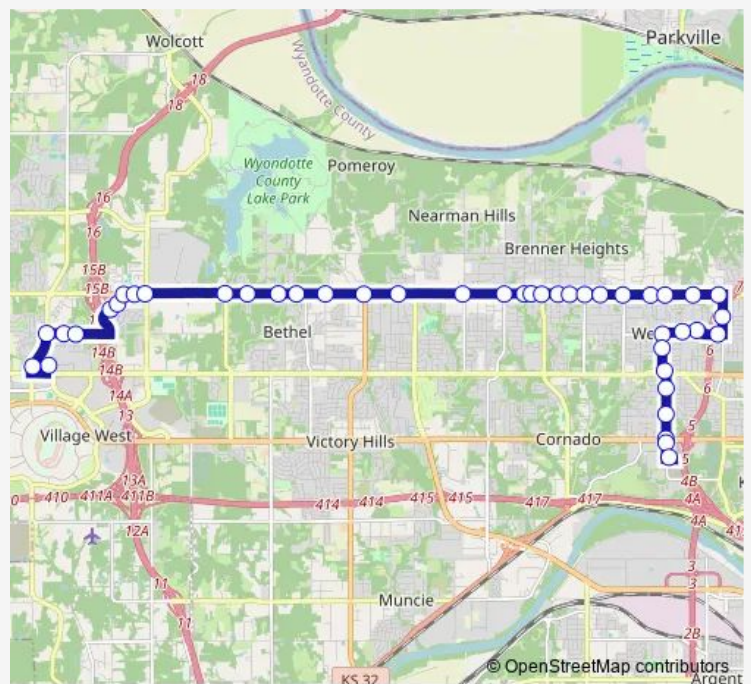 Wolcott
Parkville
18
18
Wyandotte County
Wyondotte
County
Lake Park
Pomeroy
16
16
Nearman Hills
Brenner Heights
15B
15B
Bethel
14B
14B
14A
6
6
13
Village West
Victory Hills
Cornado
5
5
13A
4B
410
411A
411B
414
414
415
415
417
417
4A
4A
12A
3
3
11
11
Muncie
2B
KS 32
© OpenStreetMap contributors
Argent